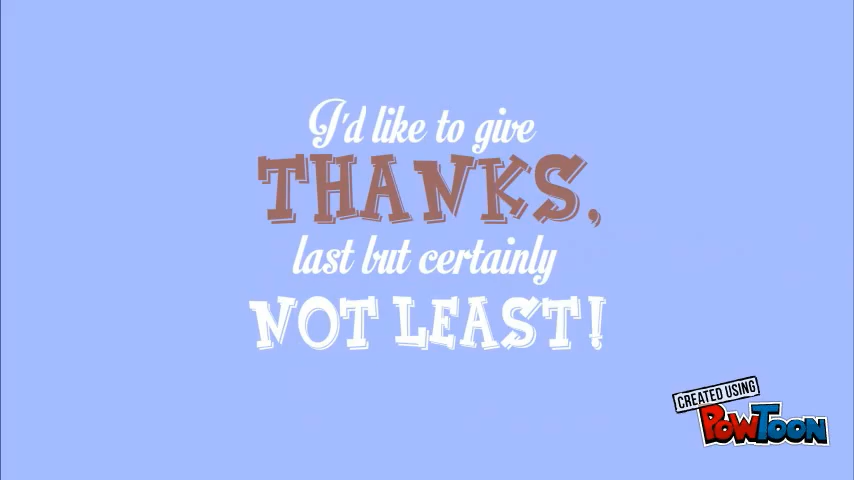 I'd like to give
THANKS,
last but certainly
NOT LEAST!
CREATED USING
POWTOON